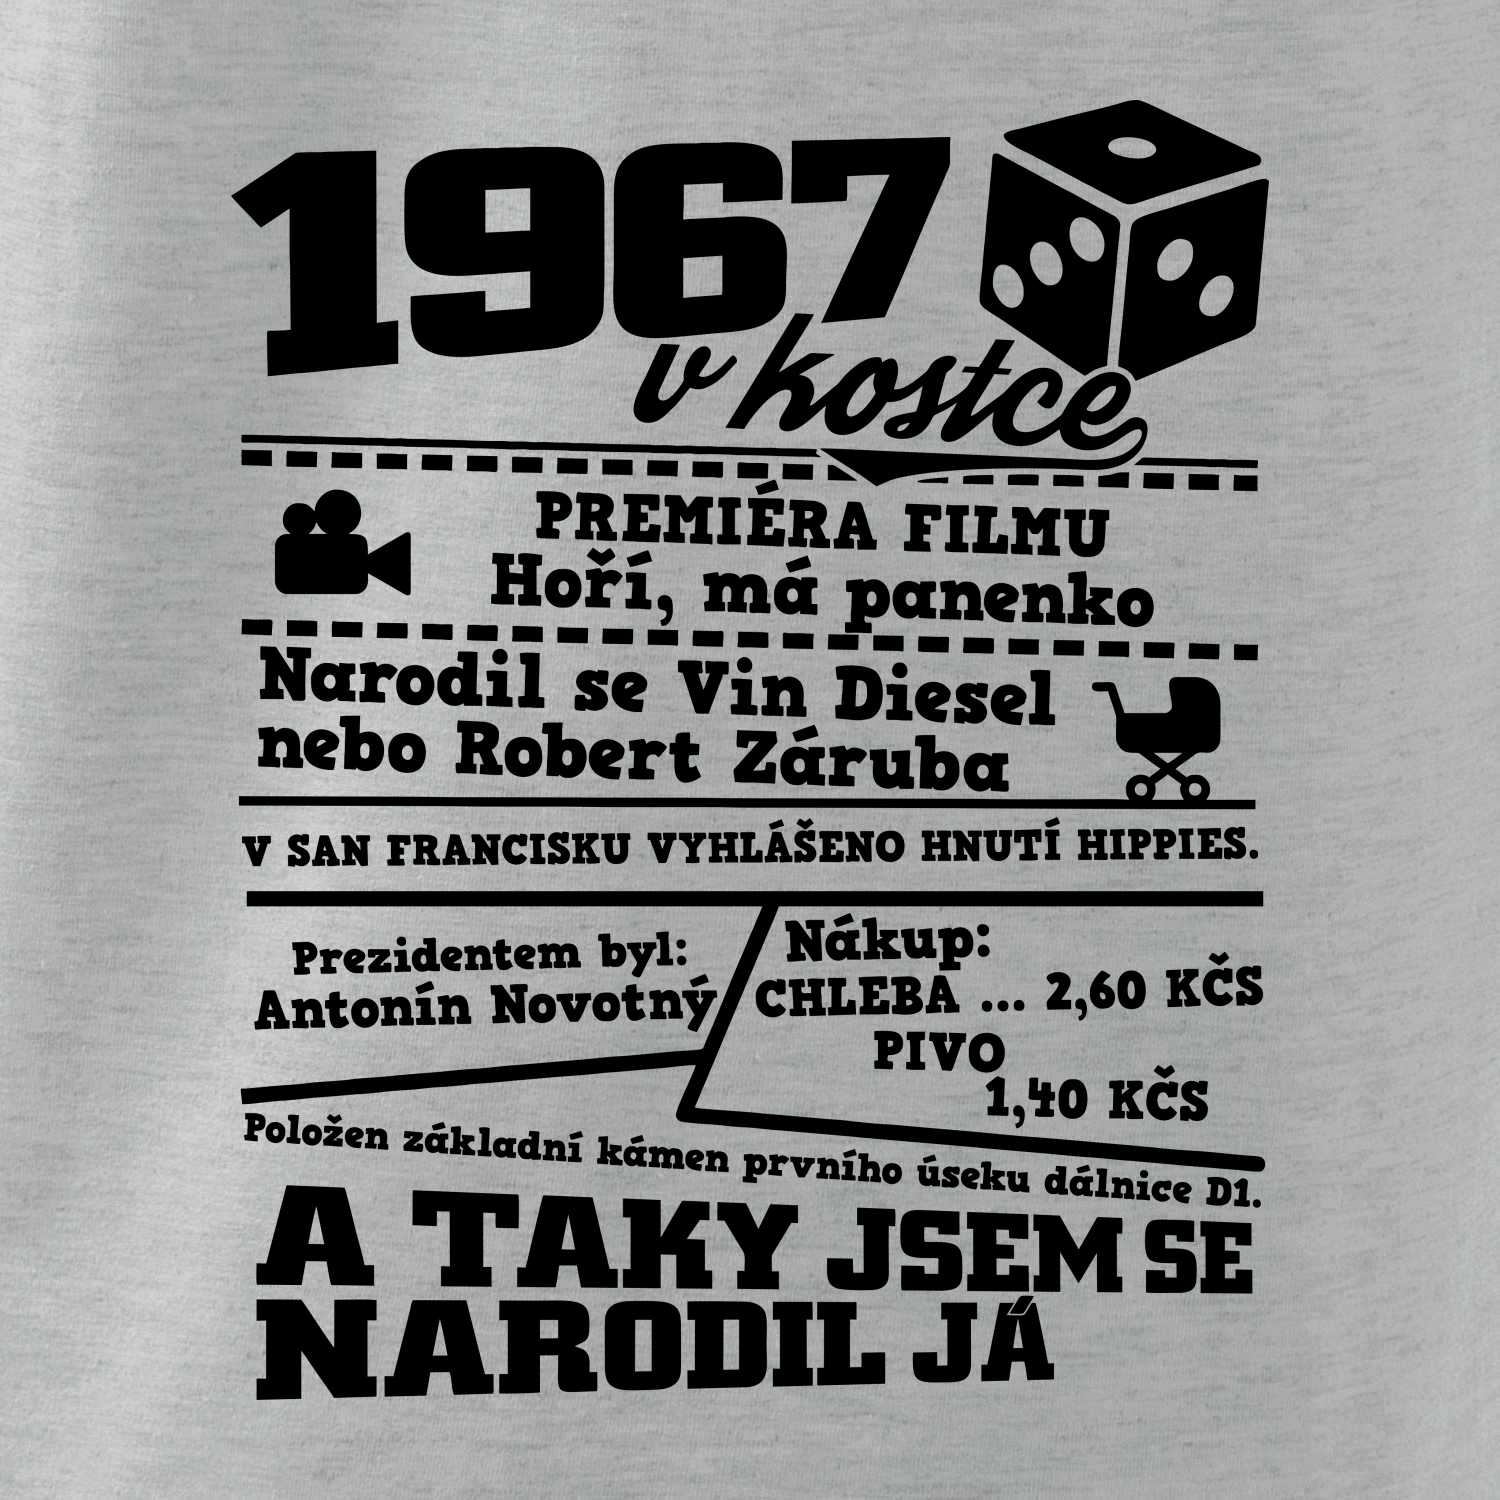 1967
v kostce
PREMIÉRA FILMU
Hoří, má panenko
Narodil se Vin Diesel
nebo Robert Záruba
V SAN FRANCISKU VYHLÁŠENO HNUTÍ HIPPIES.
Prezidentem byl:
Antonín Novotný
Nákup:
CHLEBA ... 2,60 KČS
PIVO
1,40 KČS
Položen základní kámen prvního úseku dálnice D1.
A TAKY JSEM SE
NARODIL JÁ